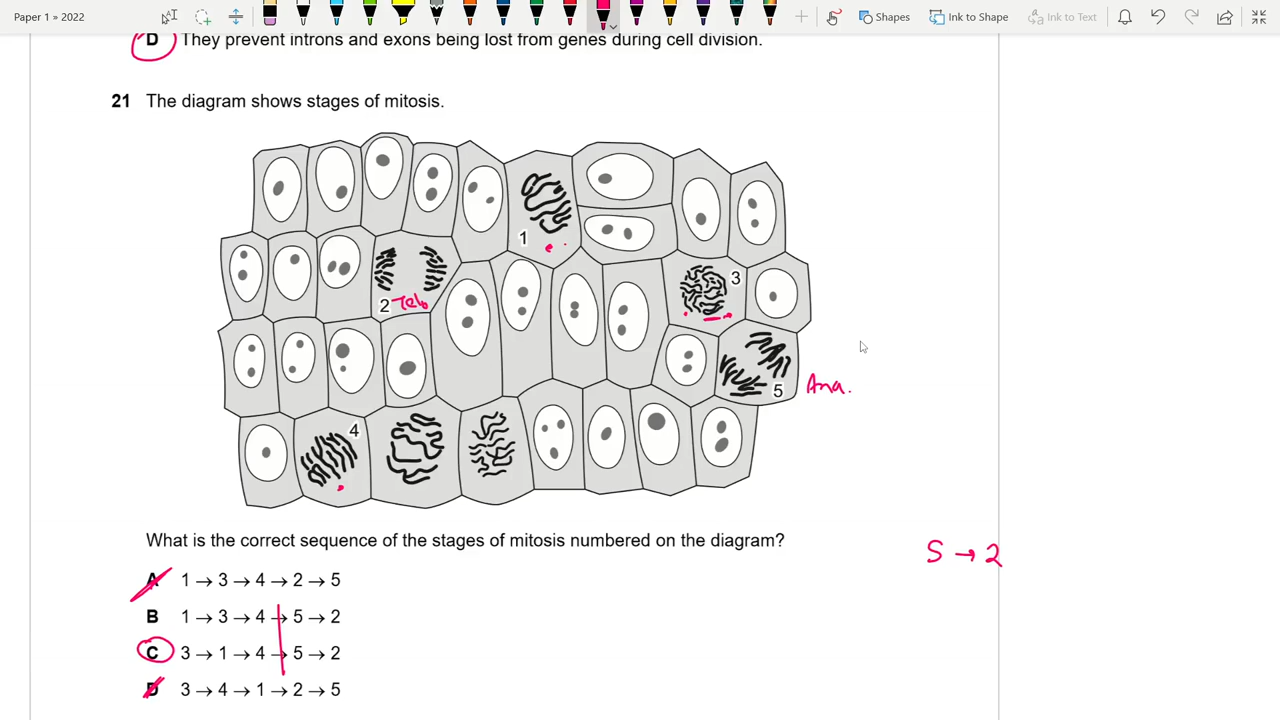 Paper 1 » 2022
Shapes
Ink to Shape
Ink to Text
D They prevent introns and exons being lost from genes during cell division.
21 The diagram shows stages of mitosis.
1
2 Telo
3
5
Ana.
4
What is the correct sequence of the stages of mitosis numbered on the diagram?
S → 2
A 1 → 3 → 4 → 2 → 5
B 1 → 3 → 4 → 5 → 2
C 3 → 1 → 4 → 5 → 2
D 3 → 4 → 1 → 2 → 5